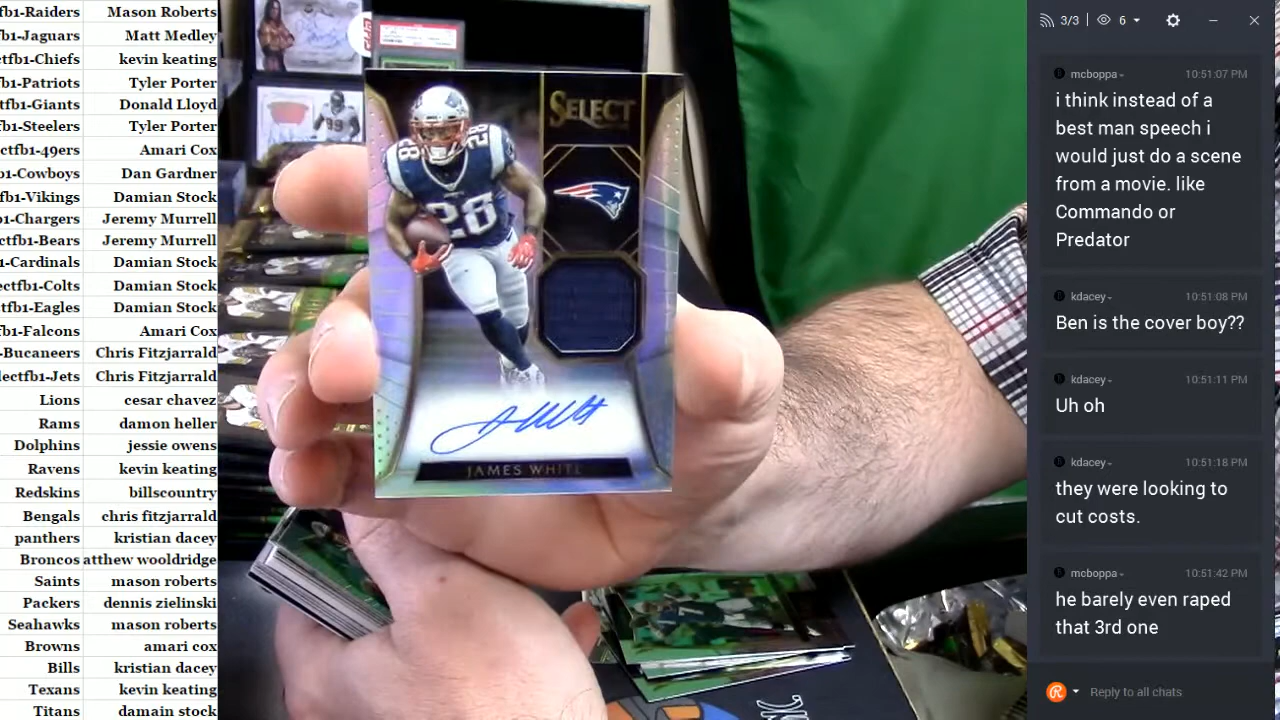 fb1-Raiders Mason Roberts
fb1-Jaguars Matt Medley
ctfb1-Chiefs kevin keating
fb1-Patriots Tyler Porter
tfb1-Giants Donald Lloyd
fb1-Steelers Tyler Porter
ectfb1-49ers Amari Cox
b1-Cowboys Dan Gardner
fb1-Vikings Damian Stock
b1-Chargers Jeremy Murrell
ctfb1-Bears Jeremy Murrell
1-Cardinals Damian Stock
ectfb1-Colts Damian Stock
tfb1-Eagles Damian Stock
fb1-Falcons Amari Cox
-Bucaneers Chris Fitzjarrald
lectfb1-Jets Chris Fitzjarrald
Lions cesar chavez
Rams damon heller
Dolphins jessie owens
Ravens kevin keating
Redskins billscountry
Bengals chris fitzjarrald
panthers kristian dacey
Broncos atthew wooldridge
Saints mason roberts
Packers dennis zielinski
Seahawks mason roberts
Browns amari cox
Bills kristian dacey
Texans kevin keating
Titans damain stock
SELECT
28
28
28
JAMES WHITE
99
3/3 6
mcboppa 10:51:07 PM
i think instead of a
best man speech i
would just do a scene
from a movie. like
Commando or
Predator
kdacey 10:51:08 PM
Ben is the cover boy??
kdacey 10:51:11 PM
Uh oh
kdacey 10:51:18 PM
they were looking to
cut costs.
mcboppa 10:51:42 PM
he barely even raped
that 3rd one
Reply to all chats